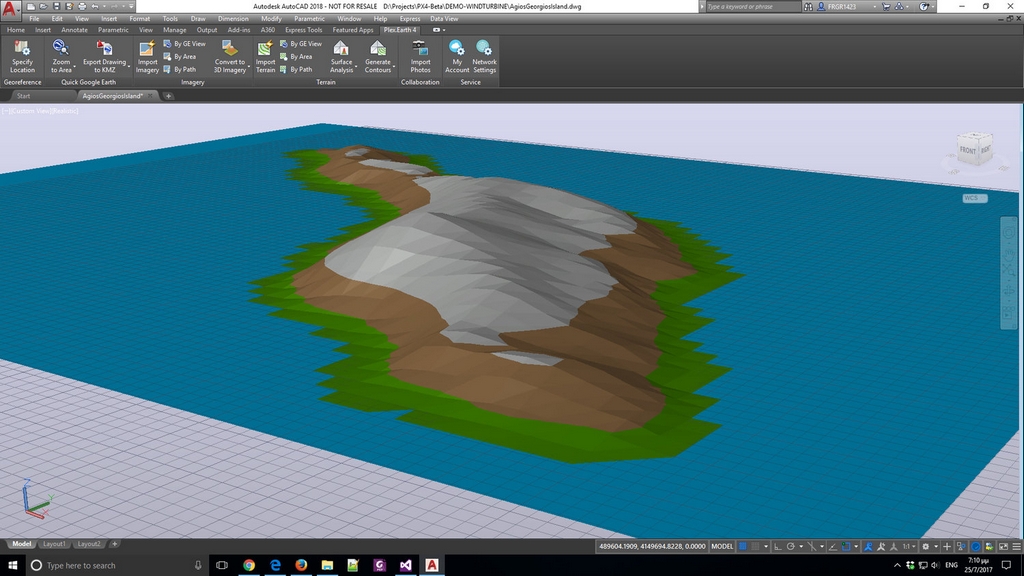 Autodesk AutoCAD 2018 - NOT FOR RESALE D:\Projects\PX4-Beta\DEMO-WINDTURBINE\AgiosGeorgiosIsland.dwg
Type a keyword or phrase
FRGR1423
File Edit View Insert Format Tools Draw Dimension Modify Parametric Window Help Express Data View
Home Insert Annotate Parametric View Manage Output Add-ins A360 Express Tools Featured Apps Plex.Earth 4
Specify Location
Zoom to Area
Export Drawing to KMZ
Import Imagery
By GE View
By Area
By Path
Convert to 3D Imagery
Import Terrain
By GE View
By Area
By Path
Surface Analysis
Generate Contours
Import Photos
My Account
Network Settings
Georeference Quick Google Earth Imagery Terrain Collaboration Service
Start AgiosGeorgiosIsland*
[-][Custom View][Realistic]
FRONT
WCS
Z
Y
X
Model Layout1 Layout2 +
489604.1909, 4149694.8228, 0.0000 MODEL 1:1
Type here to search
ENG
7:10 μμ
25/7/2017